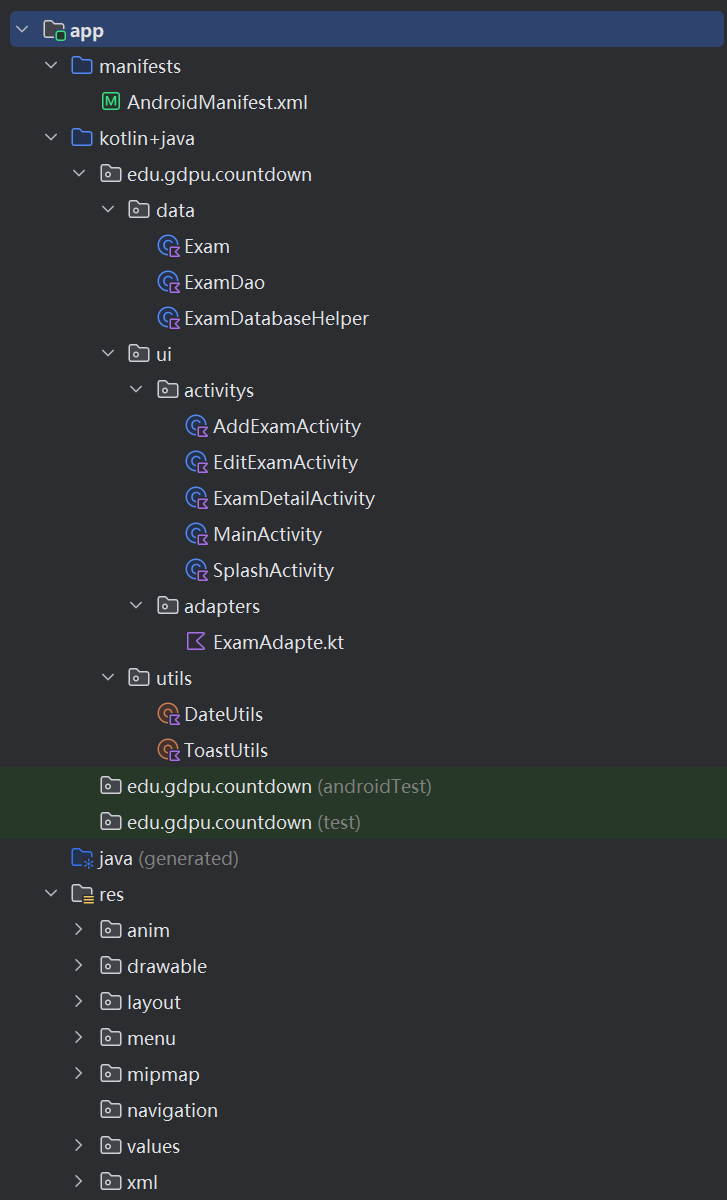 app
manifests
AndroidManifest.xml
kotlin+java
edu.gdpu.countdown
data
Exam
ExamDao
ExamDatabaseHelper
ui
activitys
AddExamActivity
EditExamActivity
ExamDetailActivity
MainActivity
SplashActivity
adapters
ExamAdapte.kt
utils
DateUtils
ToastUtils
edu.gdpu.countdown (androidTest)
edu.gdpu.countdown (test)
java (generated)
res
anim
drawable
layout
menu
mipmap
navigation
values
xml